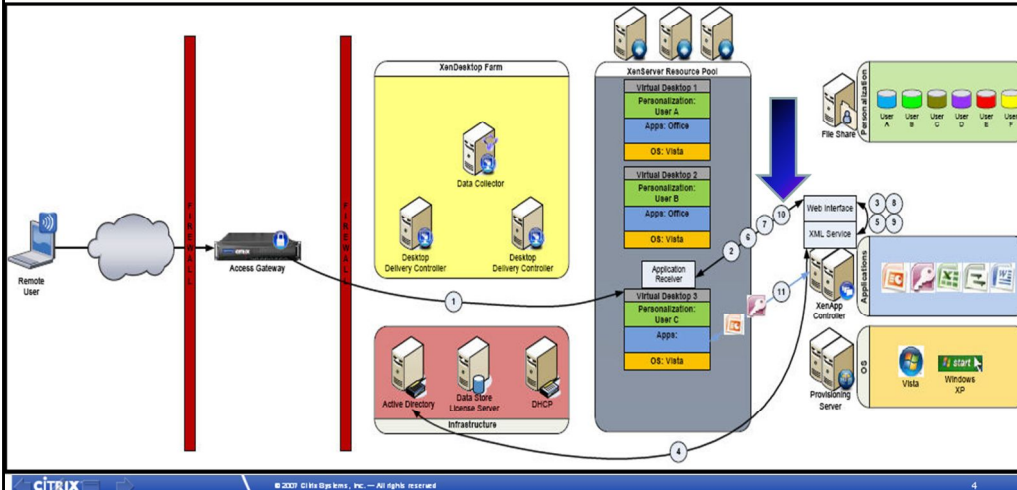 XenDesktop Farm
Data Collector
Desktop
Delivery Controller
Desktop
Delivery Controller
XenServer Resource Pool
Virtual Desktop 1
Personalization:
User A
Apps: Office
OS: Vista
Virtual Desktop 2
Personalization:
User B
Apps: Office
OS: Vista
Application
Receiver
Virtual Desktop 3
Personalization:
User C
Apps:
OS: Vista
File Share
Personalization
User
A
User
B
User
C
User
D
User
E
User
F
Web Interface
XML Service
XenApp
Controller
Applications
Provisioning
Server
OS
Vista
start
Windows
XP
Remote
User
FIREWALL
Access Gateway
FIREWALL
Active Directory
Data Store
License Server
DHCP
Infrastructure
1
2
6
7
10
3
8
5
9
11
4
CITRIX
© 2007 Citrix Systems, Inc. — All rights reserved
4